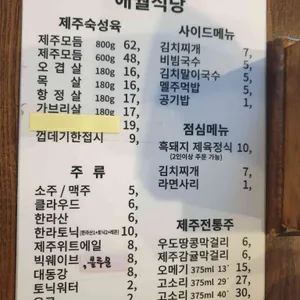 애월식당
제주숙성육
제주모듬 800g 62,
제주모듬 600g 48,
오겹살 180g 16,
목살 180g 16,
항정살 180g 17,
가브리살 180g 17,
19,
껍데기한접시 9,
주류
소주 / 맥주 5,
클라우드 5,
한라산 6,
한라토닉 10,
제주위트에일 8,
빅웨이브
대동강 8,
토닉워터 2,
사이드메뉴
김치찌개 7,
비빔국수 7,
김치말이국수 7,
멜주먹밥 5,
공기밥 1,
점심메뉴
흑돼지 제육정식 10,
(2인이상 주문 가능)
김치찌개 7,
라면사리 1,
제주전통주
우도땅콩막걸리 6,
제주감귤막걸리 6,
오메기 375ml 13˚ 15,
고소리 375ml 29˚ 27,
고소리 375ml 40˚ 30,